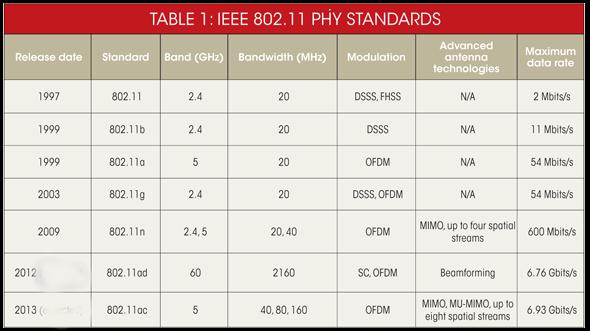 TABLE 1: IEEE 802.11 PHY STANDARDS
Release date Standard Band (GHz) Bandwidth (MHz) Modulation Advanced antenna technologies Maximum data rate
1997 802.11 2.4 20 DSSS, FHSS N/A 2 Mbits/s
1999 802.11b 2.4 20 DSSS N/A 11 Mbits/s
1999 802.11a 5 20 OFDM N/A 54 Mbits/s
2003 802.11g 2.4 20 DSSS, OFDM N/A 54 Mbits/s
2009 802.11n 2.4, 5 20, 40 OFDM MIMO, up to four spatial streams 600 Mbits/s
2012 802.11ad 60 2160 SC, OFDM Beamforming 6.76 Gbits/s
2013 802.11ac 5 40, 80, 160 OFDM MIMO, MU-MIMO, up to eight spatial streams 6.93 Gbits/s